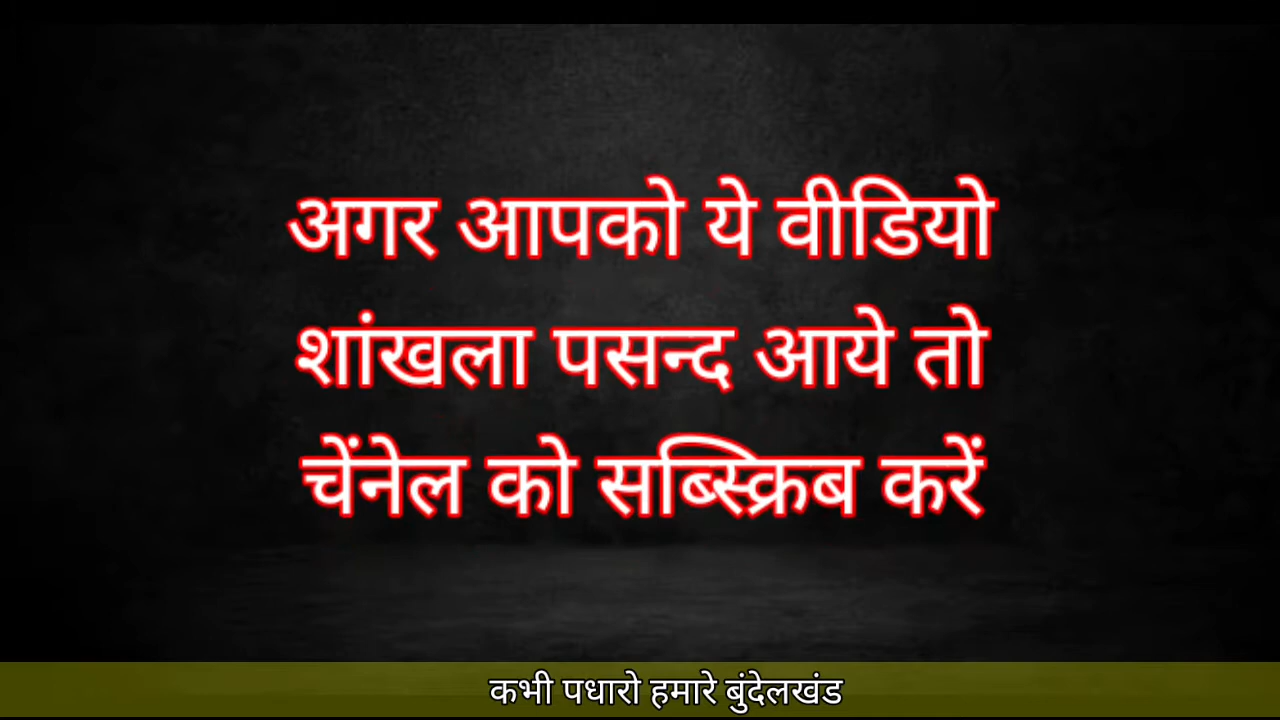 अगर आपको ये वीडियो
शांखला पसन्द आये तो
चेंनेल को सब्स्क्रिब करें
कभी पधारो हमारे बुंदेलखंड